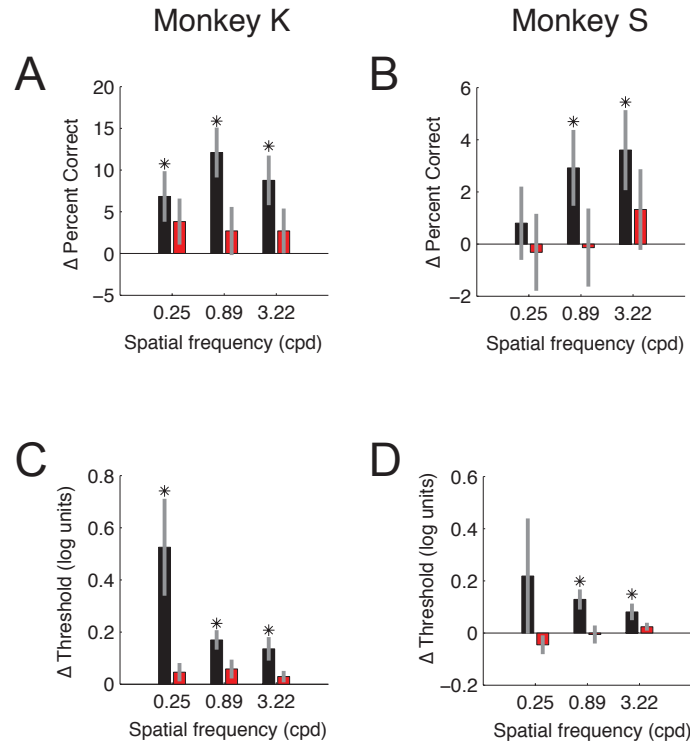 Monkey K
Monkey S
A
B
Δ Percent Correct
20
15
10
5
0
−5
* * *
0.25 0.89 3.22
Spatial frequency (cpd)
Δ Percent Correct
6
4
2
0
−2
* *
0.25 0.89 3.22
Spatial frequency (cpd)
C
D
Δ Threshold (log units)
0.8
0.6
0.4
0.2
0
* * *
0.25 0.89 3.22
Spatial frequency (cpd)
Δ Threshold (log units)
0.6
0.4
0.2
0
−0.2
* *
0.25 0.89 3.22
Spatial frequency (cpd)